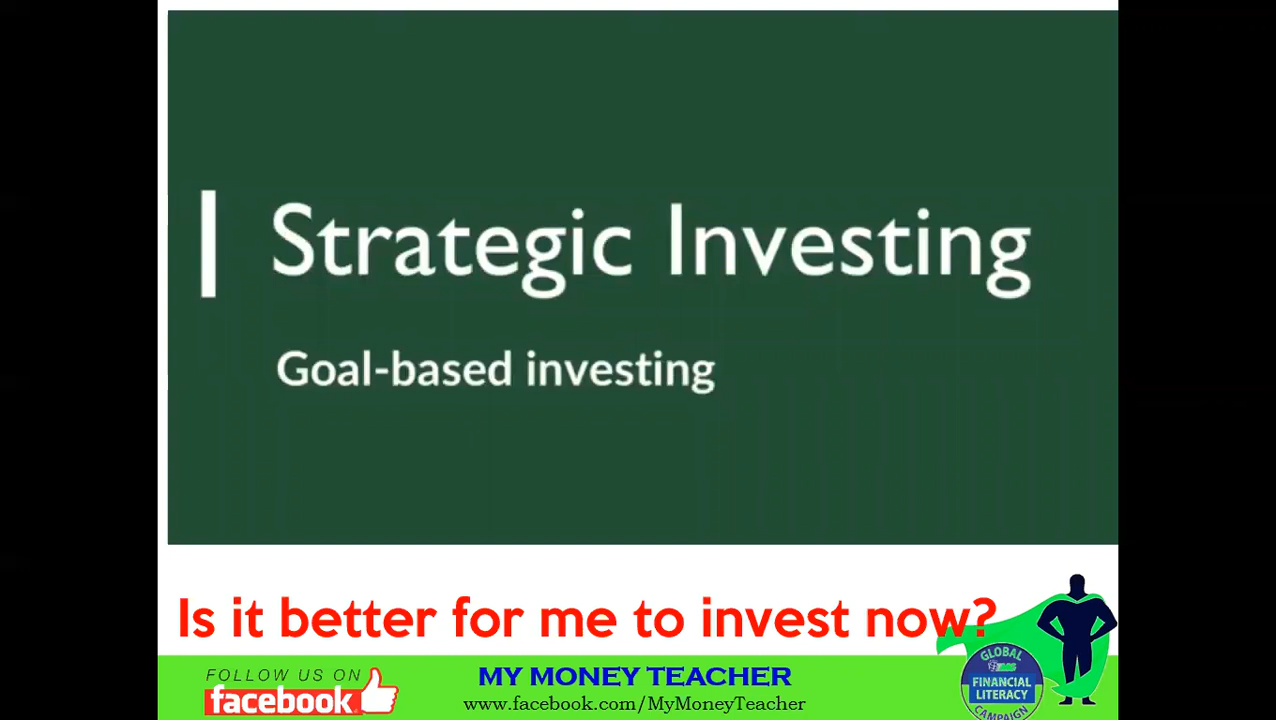 Strategic Investing
Goal-based investing
Is it better for me to invest now?
FOLLOW US ON
facebook
MY MONEY TEACHER
www.facebook.com/MyMoneyTeacher
GLOBAL
FINANCIAL
LITERACY
CAMPAIGN